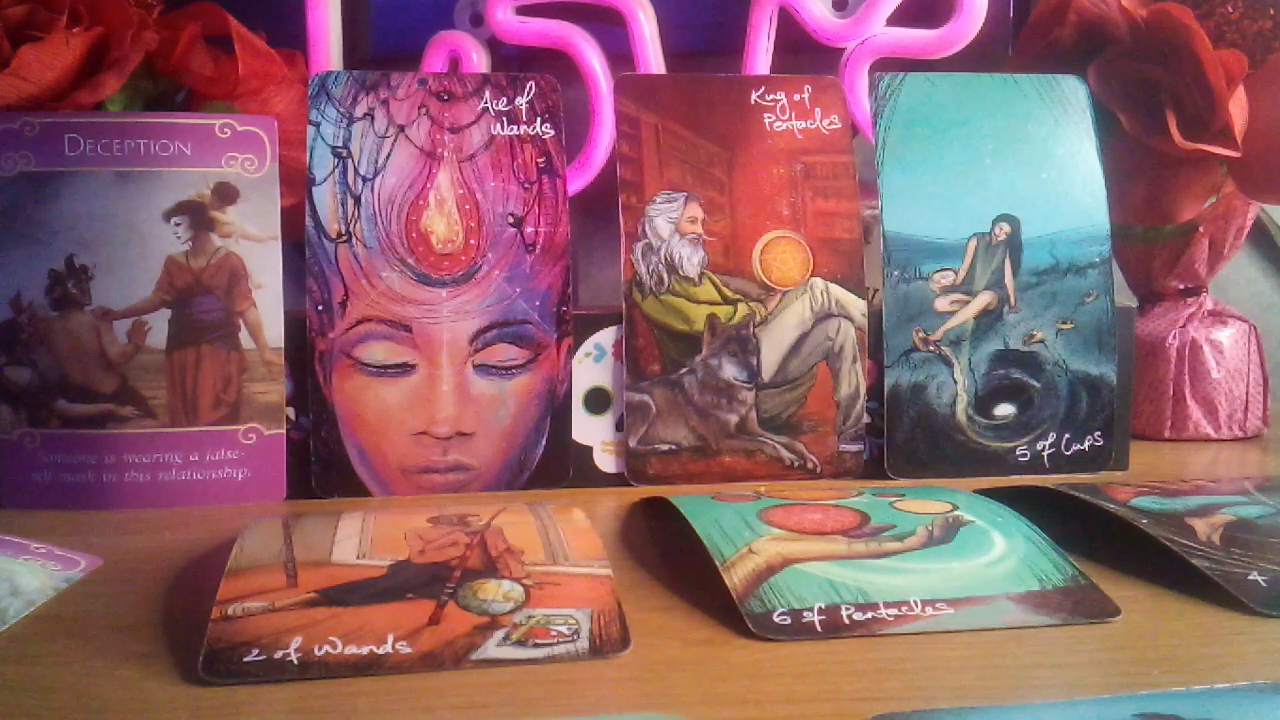 DECEPTION
Someone is wearing a false-
self mask in this relationship.
Ace of
Wands
King of
Pentacles
5 of Cups
2 of Wands
6 of Pentacles
4